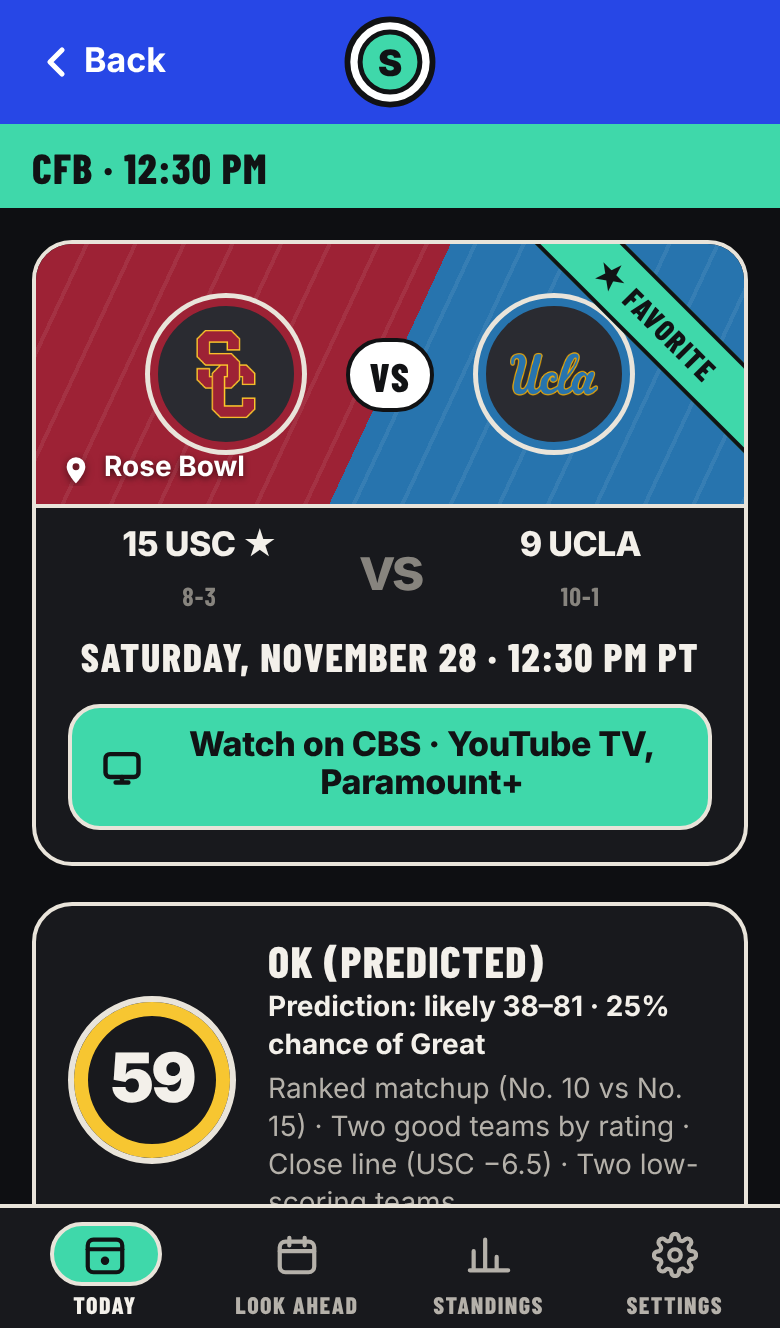 Back
S
CFB · 12:30 PM
★ FAVORITE
SC
VS
Ucla
Rose Bowl
15 USC ★
VS
9 UCLA
8-3
10-1
SATURDAY, NOVEMBER 28 · 12:30 PM PT
Watch on CBS · YouTube TV,
Paramount+
OK (PREDICTED)
Prediction: likely 38–81 · 25%
chance of Great
59
Ranked matchup (No. 10 vs No.
15) · Two good teams by rating ·
Close line (USC −6.5) · Two low-
scoring teams
TODAY
LOOK AHEAD
STANDINGS
SETTINGS